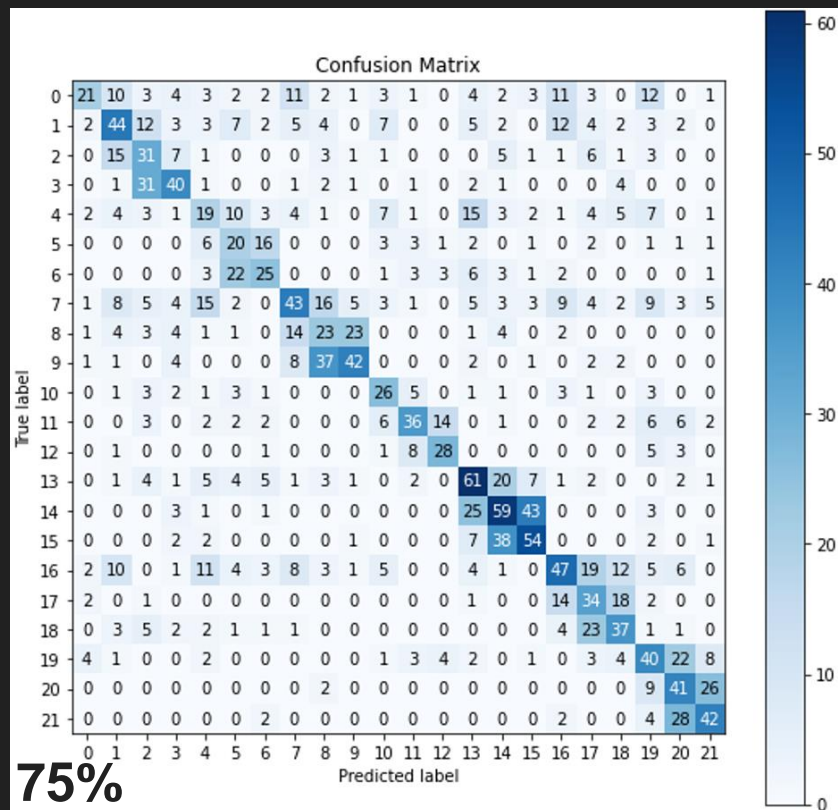 Confusion Matrix
0 21 10 3 4 3 2 2 11 2 1 3 1 0 4 2 3 11 3 0 12 0 1
1 2 44 12 3 3 7 2 5 4 0 7 0 0 5 2 0 12 4 2 3 2 0
2 0 15 31 7 1 0 0 0 3 1 1 0 0 0 5 1 1 6 1 3 0 0
3 0 1 31 40 1 0 0 1 2 1 0 1 0 2 1 0 0 0 4 0 0 0
4 2 4 3 1 19 10 3 4 1 0 7 1 0 15 3 2 1 4 5 7 0 1
5 0 0 0 0 6 20 16 0 0 0 3 3 1 2 0 1 0 2 0 1 1 1
6 0 0 0 0 3 22 25 0 0 0 1 3 3 6 3 1 2 0 0 0 0 1
7 1 8 5 4 15 2 0 43 16 5 3 1 0 5 3 3 9 4 2 9 3 5
8 1 4 3 4 1 1 0 14 23 23 0 0 0 1 4 0 2 0 0 0 0 0
9 1 1 0 4 0 0 0 8 37 42 0 0 0 2 0 1 0 2 2 0 0 0
10 0 1 3 2 1 3 1 0 0 0 26 5 0 1 1 0 3 1 0 3 0 0
11 0 0 3 0 2 2 2 0 0 0 6 36 14 0 1 0 0 2 2 6 6 2
12 0 1 0 0 0 0 1 0 0 0 1 8 28 0 0 0 0 0 0 5 3 0
13 0 1 4 1 5 4 5 1 3 1 0 2 0 61 20 7 1 2 0 0 2 1
14 0 0 0 3 1 0 1 0 0 0 0 0 0 25 59 43 0 0 0 3 0 0
15 0 0 0 2 2 0 0 0 0 1 0 0 0 7 38 54 0 0 0 2 0 1
16 2 10 0 1 11 4 3 8 3 1 5 0 0 4 1 0 47 19 12 5 6 0
17 2 0 1 0 0 0 0 0 0 0 0 0 0 1 0 0 14 34 18 2 0 0
18 0 3 5 2 2 1 1 1 0 0 0 0 0 0 0 0 4 23 37 1 1 0
19 4 1 0 0 2 0 0 0 0 0 1 3 4 2 0 1 0 3 4 40 22 8
20 0 0 0 0 0 0 0 0 2 0 0 0 0 0 0 0 0 0 0 9 41 26
21 0 0 0 0 0 0 2 0 0 0 0 0 0 0 0 0 2 0 0 4 28 42
0 1 2 3 4 5 6 7 8 9 10 11 12 13 14 15 16 17 18 19 20 21
True label
Predicted label
75%
60
50
40
30
20
10
0